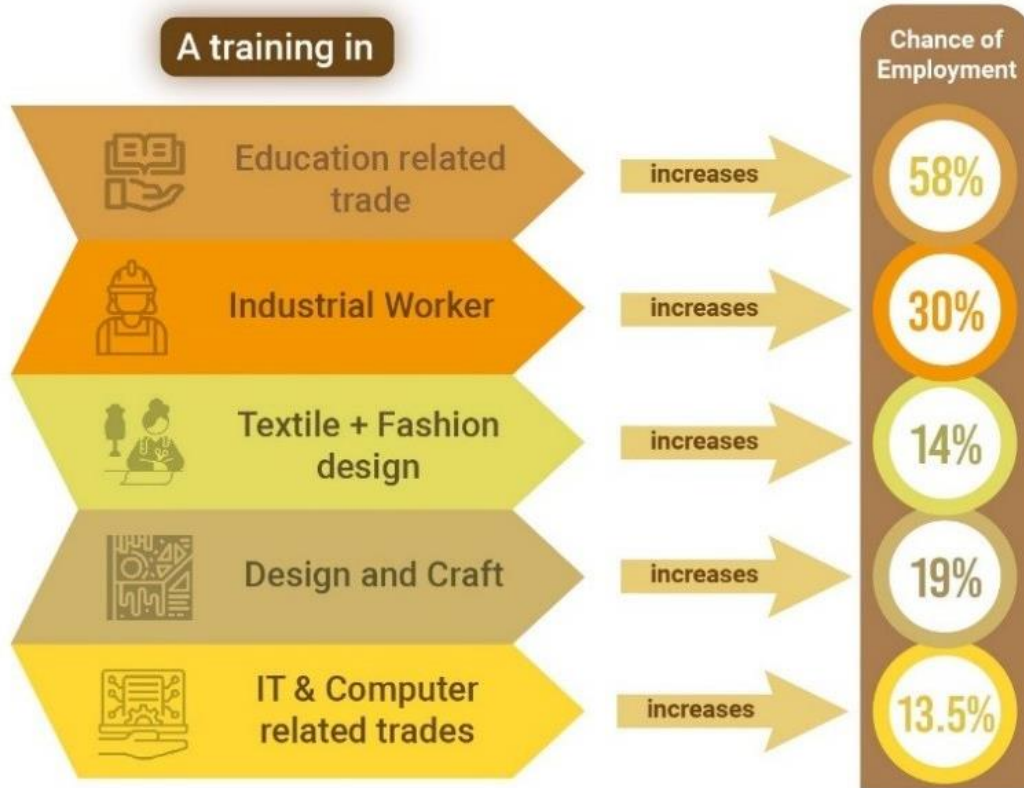 A training in
Chance of
Employment
Education related
trade
increases
58%
Industrial Worker
increases
30%
Textile + Fashion
design
increases
14%
Design and Craft
increases
19%
IT & Computer
related trades
increases
13.5%